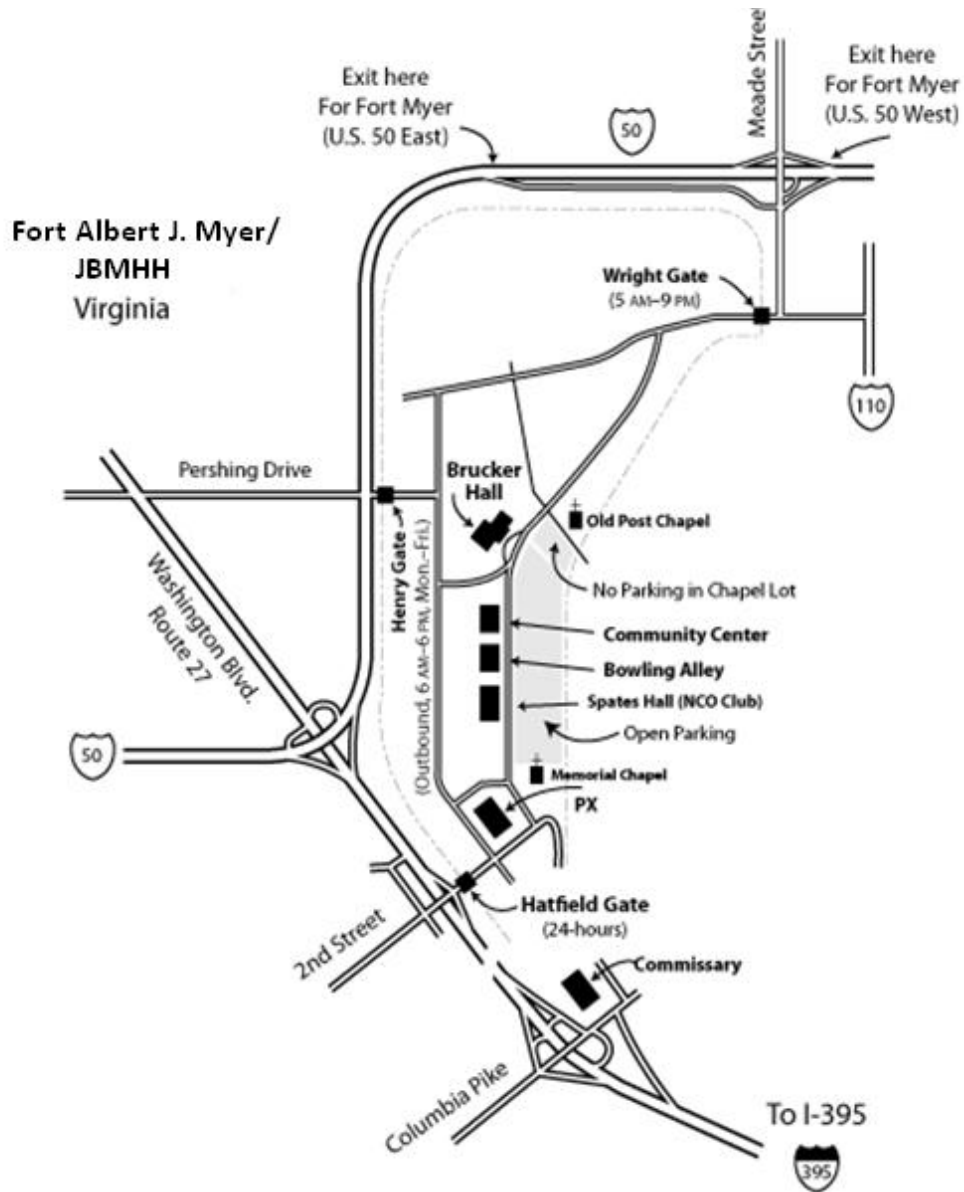 Exit here
For Fort Myer
(U.S. 50 East)
50
Meade Stree
Exit here
For Fort Myer
(U.S. 50 West)
Fort Albert J. Myer/
JBMHH
Virginia
Wright Gate
(5 AM–9 PM)
110
Pershing Drive
Brucker
Hall
Old Post Chapel
No Parking in Chapel Lot
Henry Gate
(Outbound, 6 AM–6 PM, Mon.–Fri.)
Washington Blvd.
Route 27
Community Center
Bowling Alley
Spates Hall (NCO Club)
Open Parking
50
Memorial Chapel
PX
Hatfield Gate
(24-hours)
2nd Street
Commissary
Columbia Pike
To I-395
395